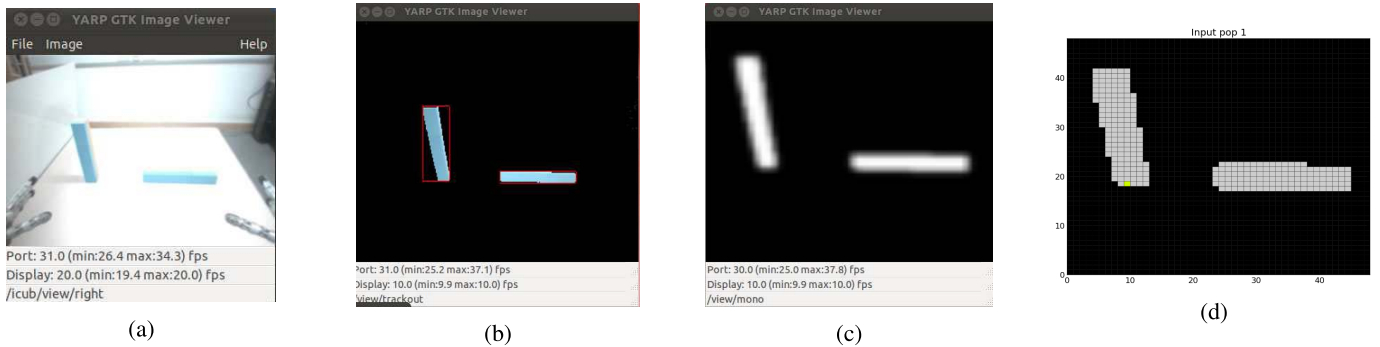 YARP GTK Image Viewer
File Image Help
Port: 31.0 (min:26.4 max:34.3) fps
Display: 20.0 (min:19.4 max:20.0) fps
/icub/view/right
(a)
YARP GTK Image Viewer
Port: 31.0 (min:25.2 max:37.1) fps
Display: 10.0 (min:9.9 max:10.0) fps
/view/trackout
(b)
YARP GTK Image Viewer
Port: 30.0 (min:25.0 max:37.8) fps
Display: 10.0 (min:9.9 max:10.0) fps
/view/mono
(c)
Input pop 1
40
30
20
10
0
0 10 20 30 40
(d)